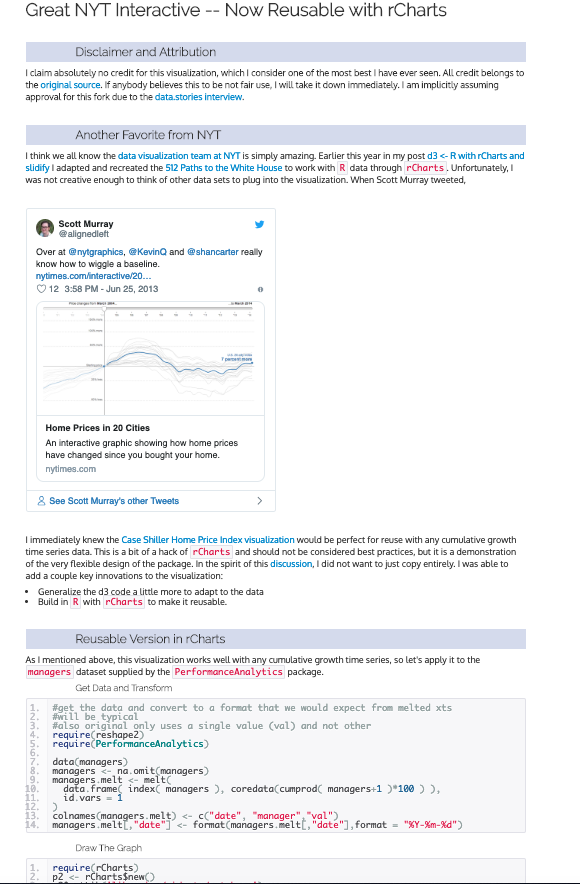 Great NYT Interactive -- Now Reusable with rCharts
Disclaimer and Attribution
I claim absolutely no credit for this visualization, which I consider one of the most best I have ever seen. All credit belongs to
the original source. If anybody believes this to be not fair use, I will take it down immediately. I am implicitly assuming
approval for this fork due to the data.stories interview.
Another Favorite from NYT
I think we all know the data visualization team at NYT is simply amazing. Earlier this year in my post d3 <- R with rCharts and
slidify I adapted and recreated the 512 Paths to the White House to work with R data through rCharts. Unfortunately, I
was not creative enough to think of other data sets to plug into the visualization. When Scott Murray tweeted,
Scott Murray
@alignedleft
Over at @nytgraphics, @KevinQ and @shancarter really
know how to wiggle a baseline.
nytimes.com/interactive/20…
12 3:58 PM - Jun 25, 2013
Home Prices in 20 Cities
An interactive graphic showing how home prices
have changed since you bought your home.
nytimes.com
See Scott Murray's other Tweets
I immediately knew the Case Shiller Home Price Index visualization would be perfect for reuse with any cumulative growth
time series data. This is a bit of a hack of rCharts and should not be considered best practices, but it is a demonstration
of the very flexible design of the package. In the spirit of this discussion, I did not want to just copy entirely. I was able to
add a couple key innovations to the visualization:
• Generalize the d3 code a little more to adapt to the data
• Build in R with rCharts to make it reusable.
Reusable Version in rCharts
As I mentioned above, this visualization works well with any cumulative growth time series, so let's apply it to the
managers dataset supplied by the PerformanceAnalytics package.
Get Data and Transform
1. #get the data and convert to a format that we would expect from melted xts
2. #will be typical
3. #also original only uses a single value (val) and not other
4. require(reshape2)
5. require(PerformanceAnalytics)
6.
7. data(managers)
8. managers <- na.omit(managers)
9. managers.melt <- melt(
10. data.frame( index( managers ), coredata(cumprod( managers+1 )*100 ) ),
11. id.vars = 1
12. )
13. colnames(managers.melt) <- c("date", "manager","val")
14. managers.melt[,"date"] <- format(managers.melt[,"date"],format = "%Y-%m-%d")
Draw The Graph
1. require(rCharts)
2. p2 <- rCharts$new()